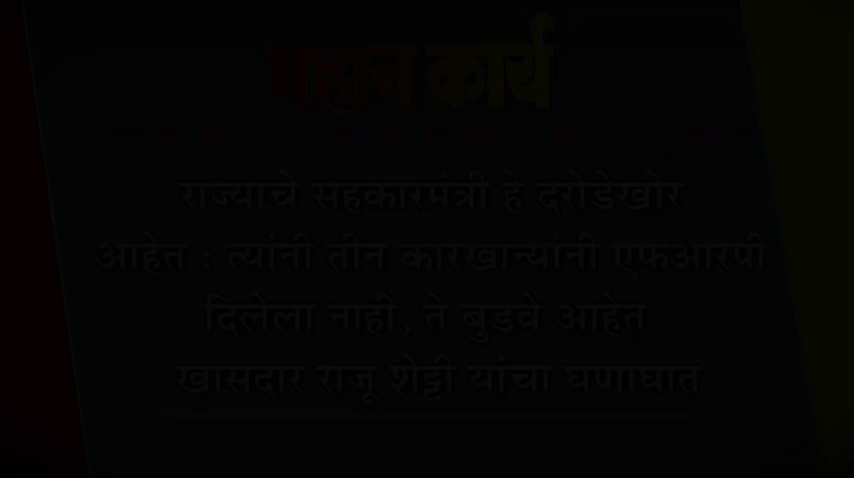 महान कार्य
राज्याचे सहकारमंत्री हे दरोडेखोर
आहेत : त्यांनी तीन कारखान्यांनी एफआरपी
दिलेला नाही, ते बुडवे आहेत
खासदार राजू शेट्टी यांचा घणाघात